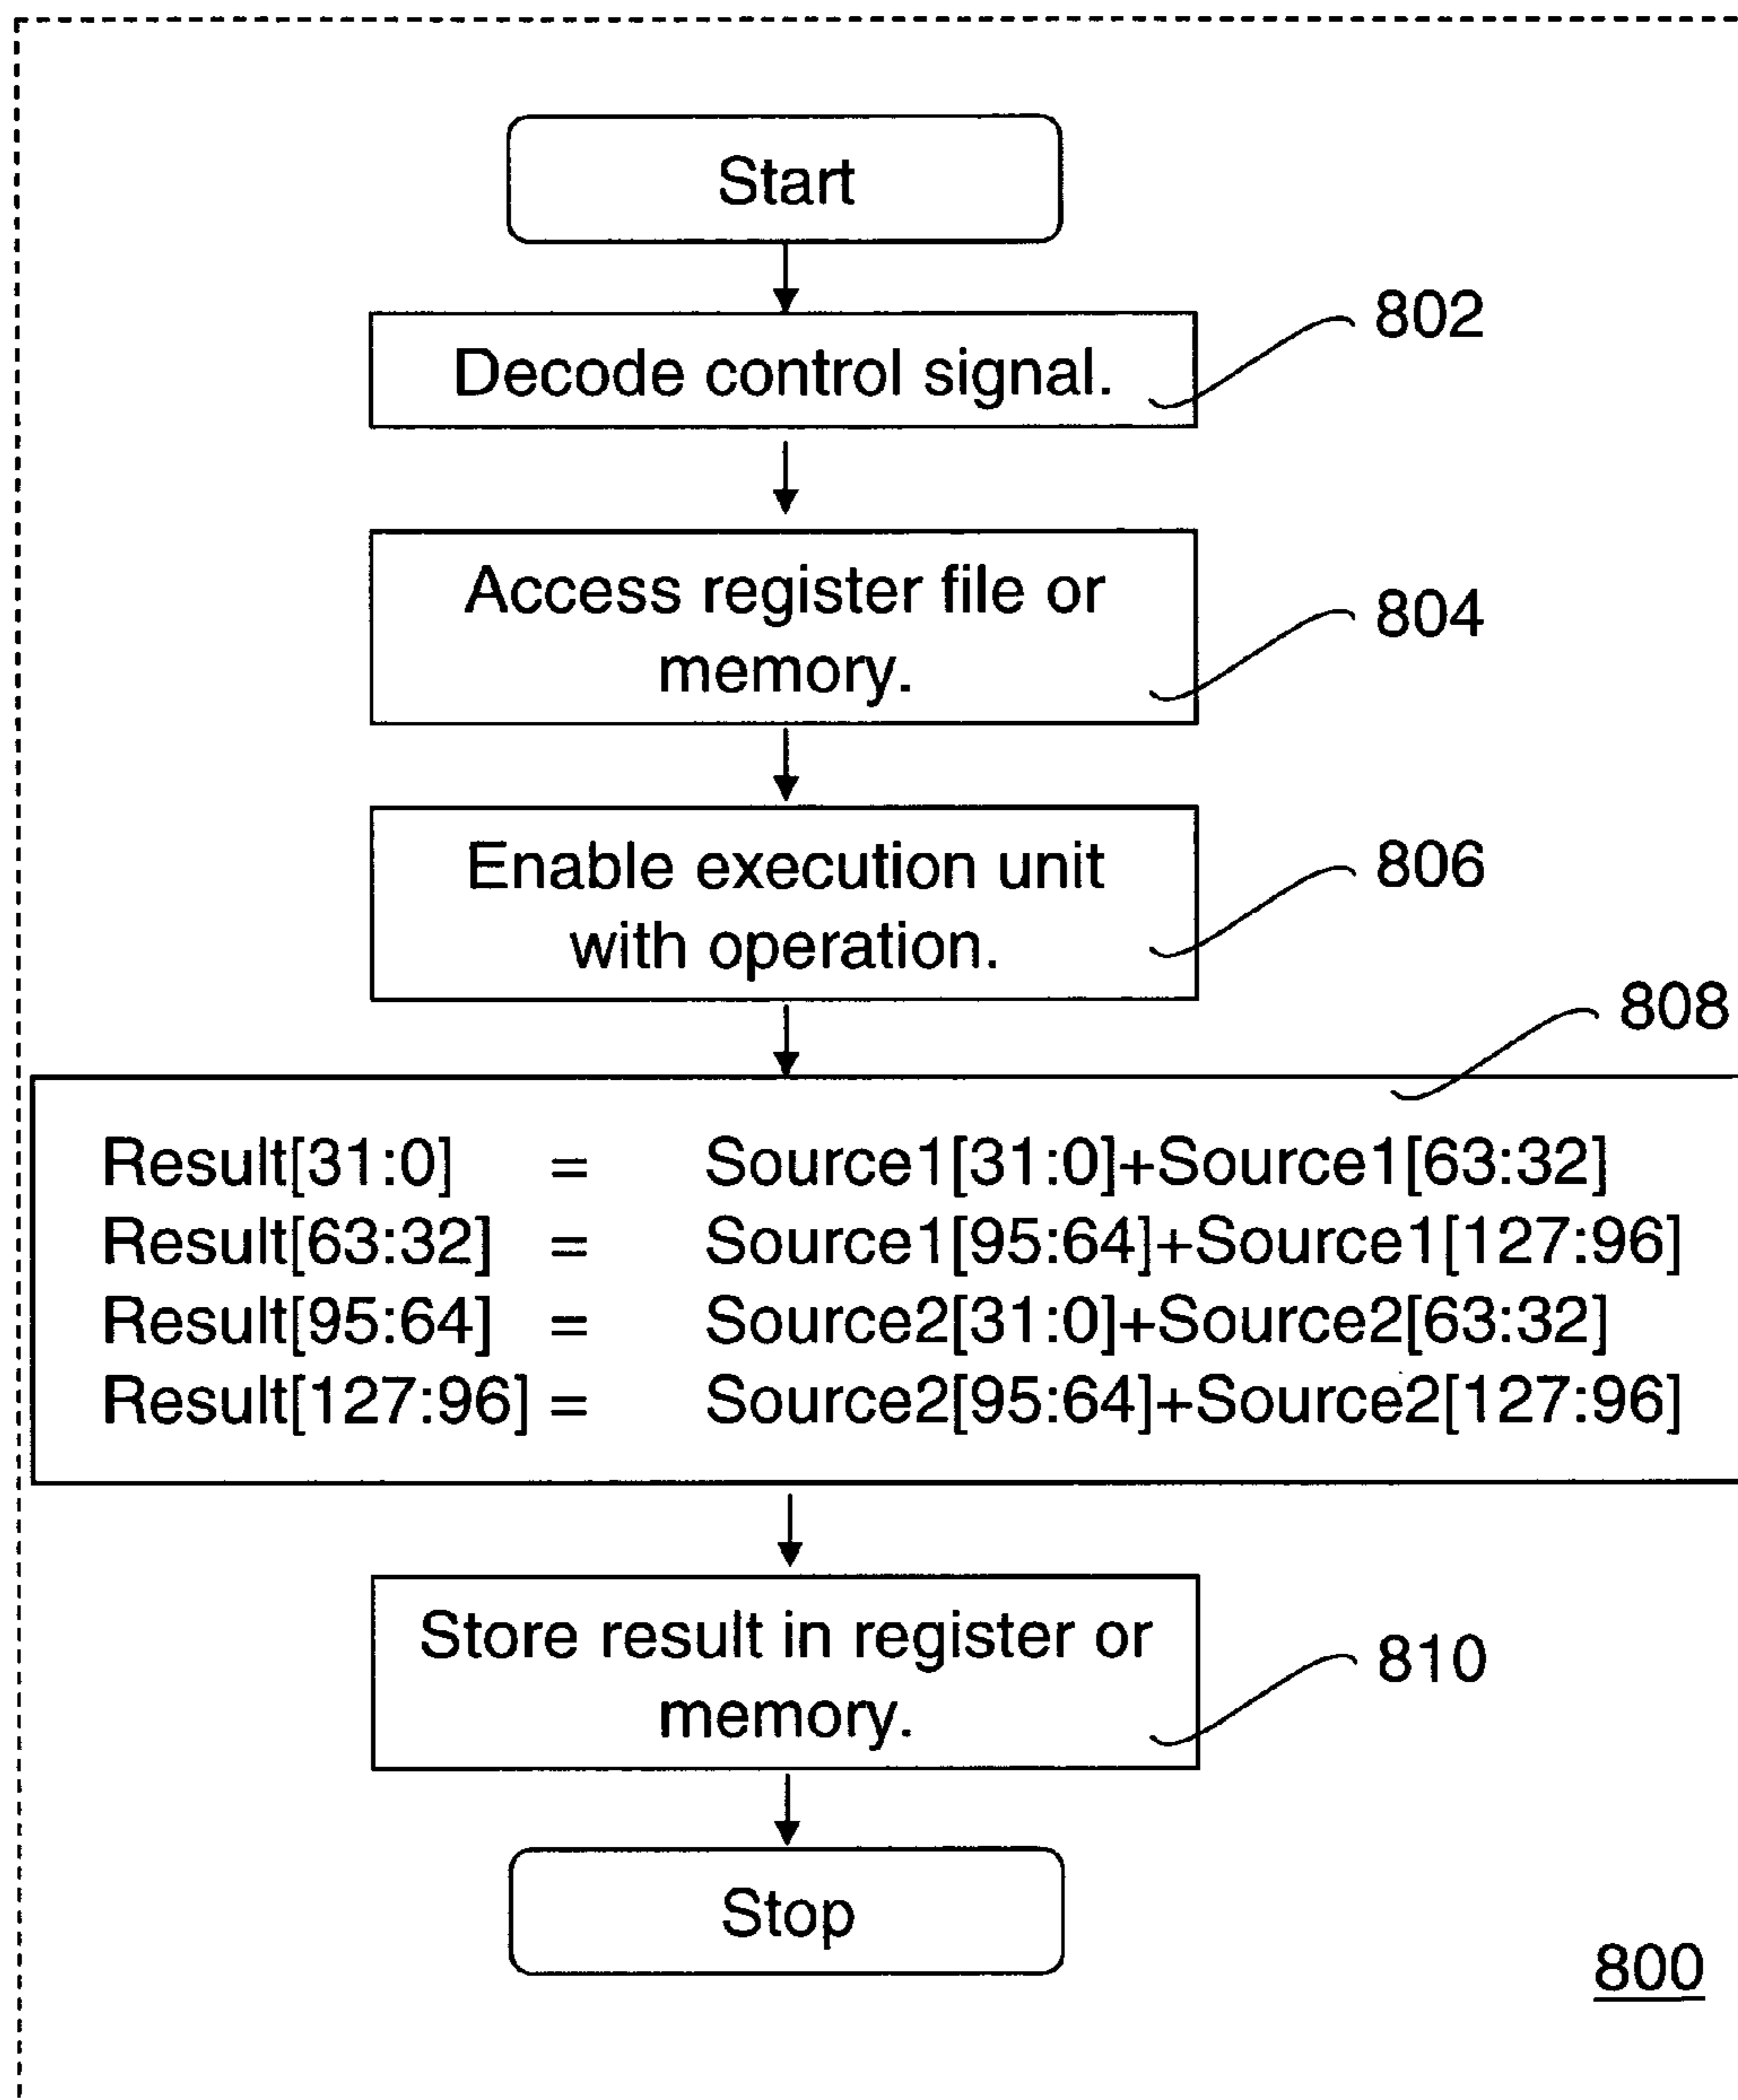 Start
802
Decode control signal.
Access register file or
memory.
804
Enable execution unit
with operation.
806
808
Result[31:0] = Source1[31:0]+Source1[63:32]
Result[63:32] = Source1[95:64]+Source1[127:96]
Result[95:64] = Source2[31:0]+Source2[63:32]
Result[127:96] = Source2[95:64]+Source2[127:96]
Store result in register or
memory.
810
Stop
800